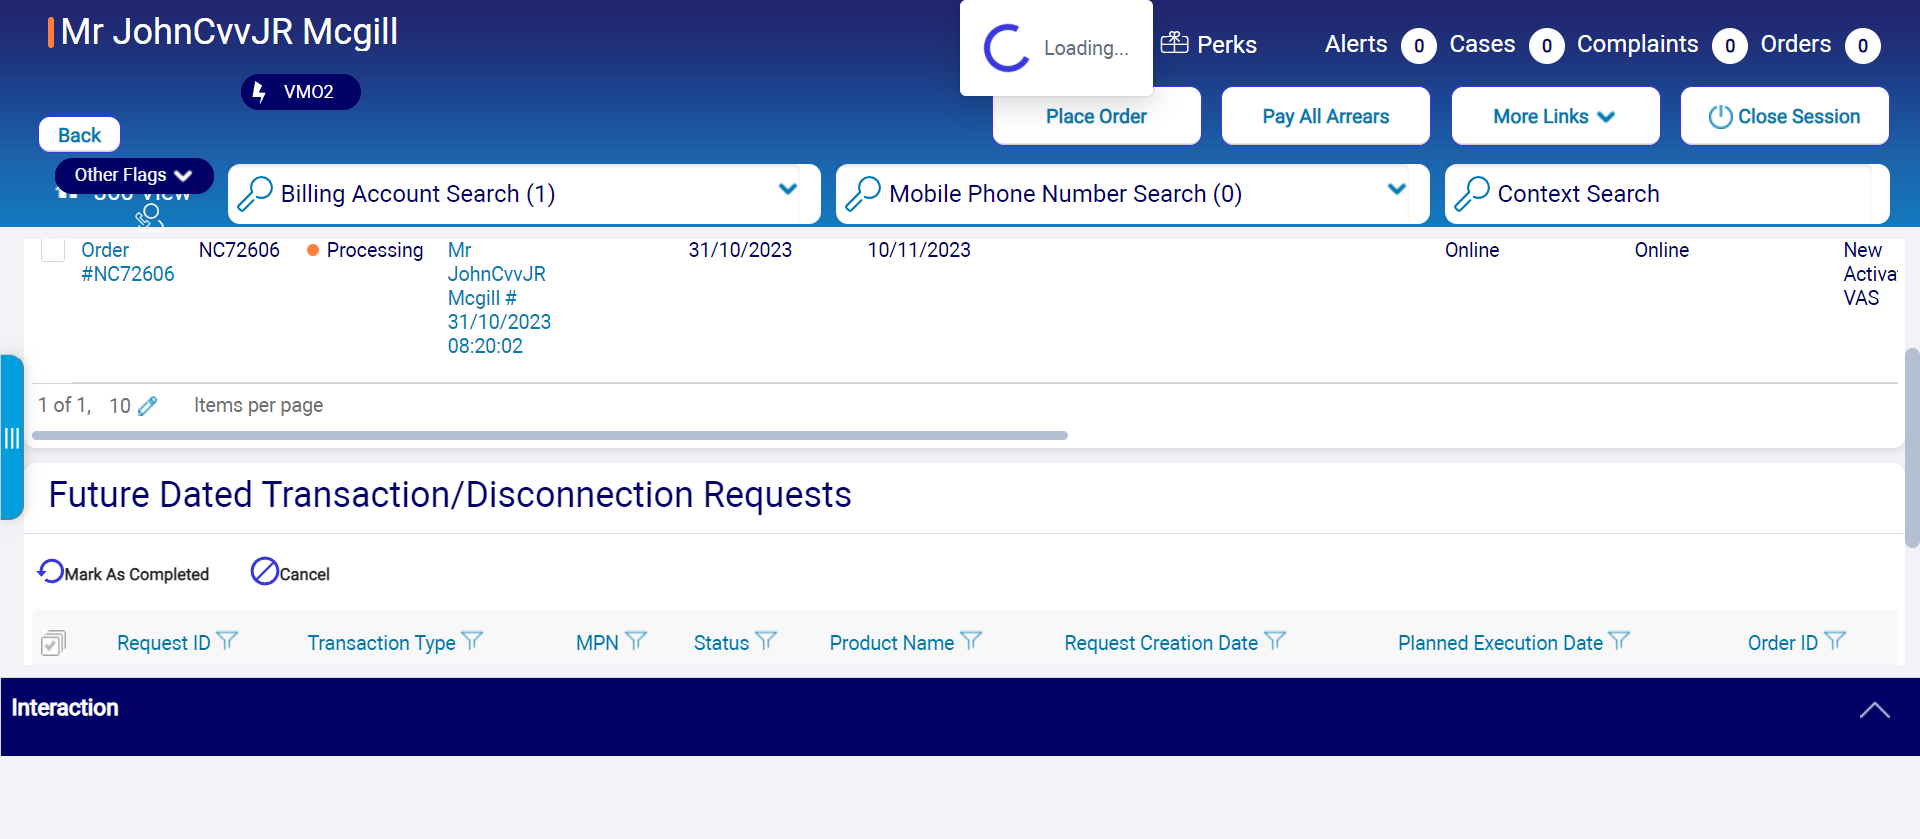 Mr JohnCvvJR Mcgill
Loading...
Perks
Alerts 0 Cases 0 Complaints 0 Orders 0
VMO2
Place Order
Pay All Arrears
More Links
Close Session
Back
Other Flags
Billing Account Search (1)
Mobile Phone Number Search (0)
Context Search
Order NC72606 Processing Mr 31/10/2023 10/11/2023 Online Online New
#NC72606 JohnCvvJR Activa
Mcgill # VAS
31/10/2023
08:20:02
1 of 1, 10 Items per page
Future Dated Transaction/Disconnection Requests
Mark As Completed Cancel
Request ID Transaction Type MPN Status Product Name Request Creation Date Planned Execution Date Order ID
Interaction